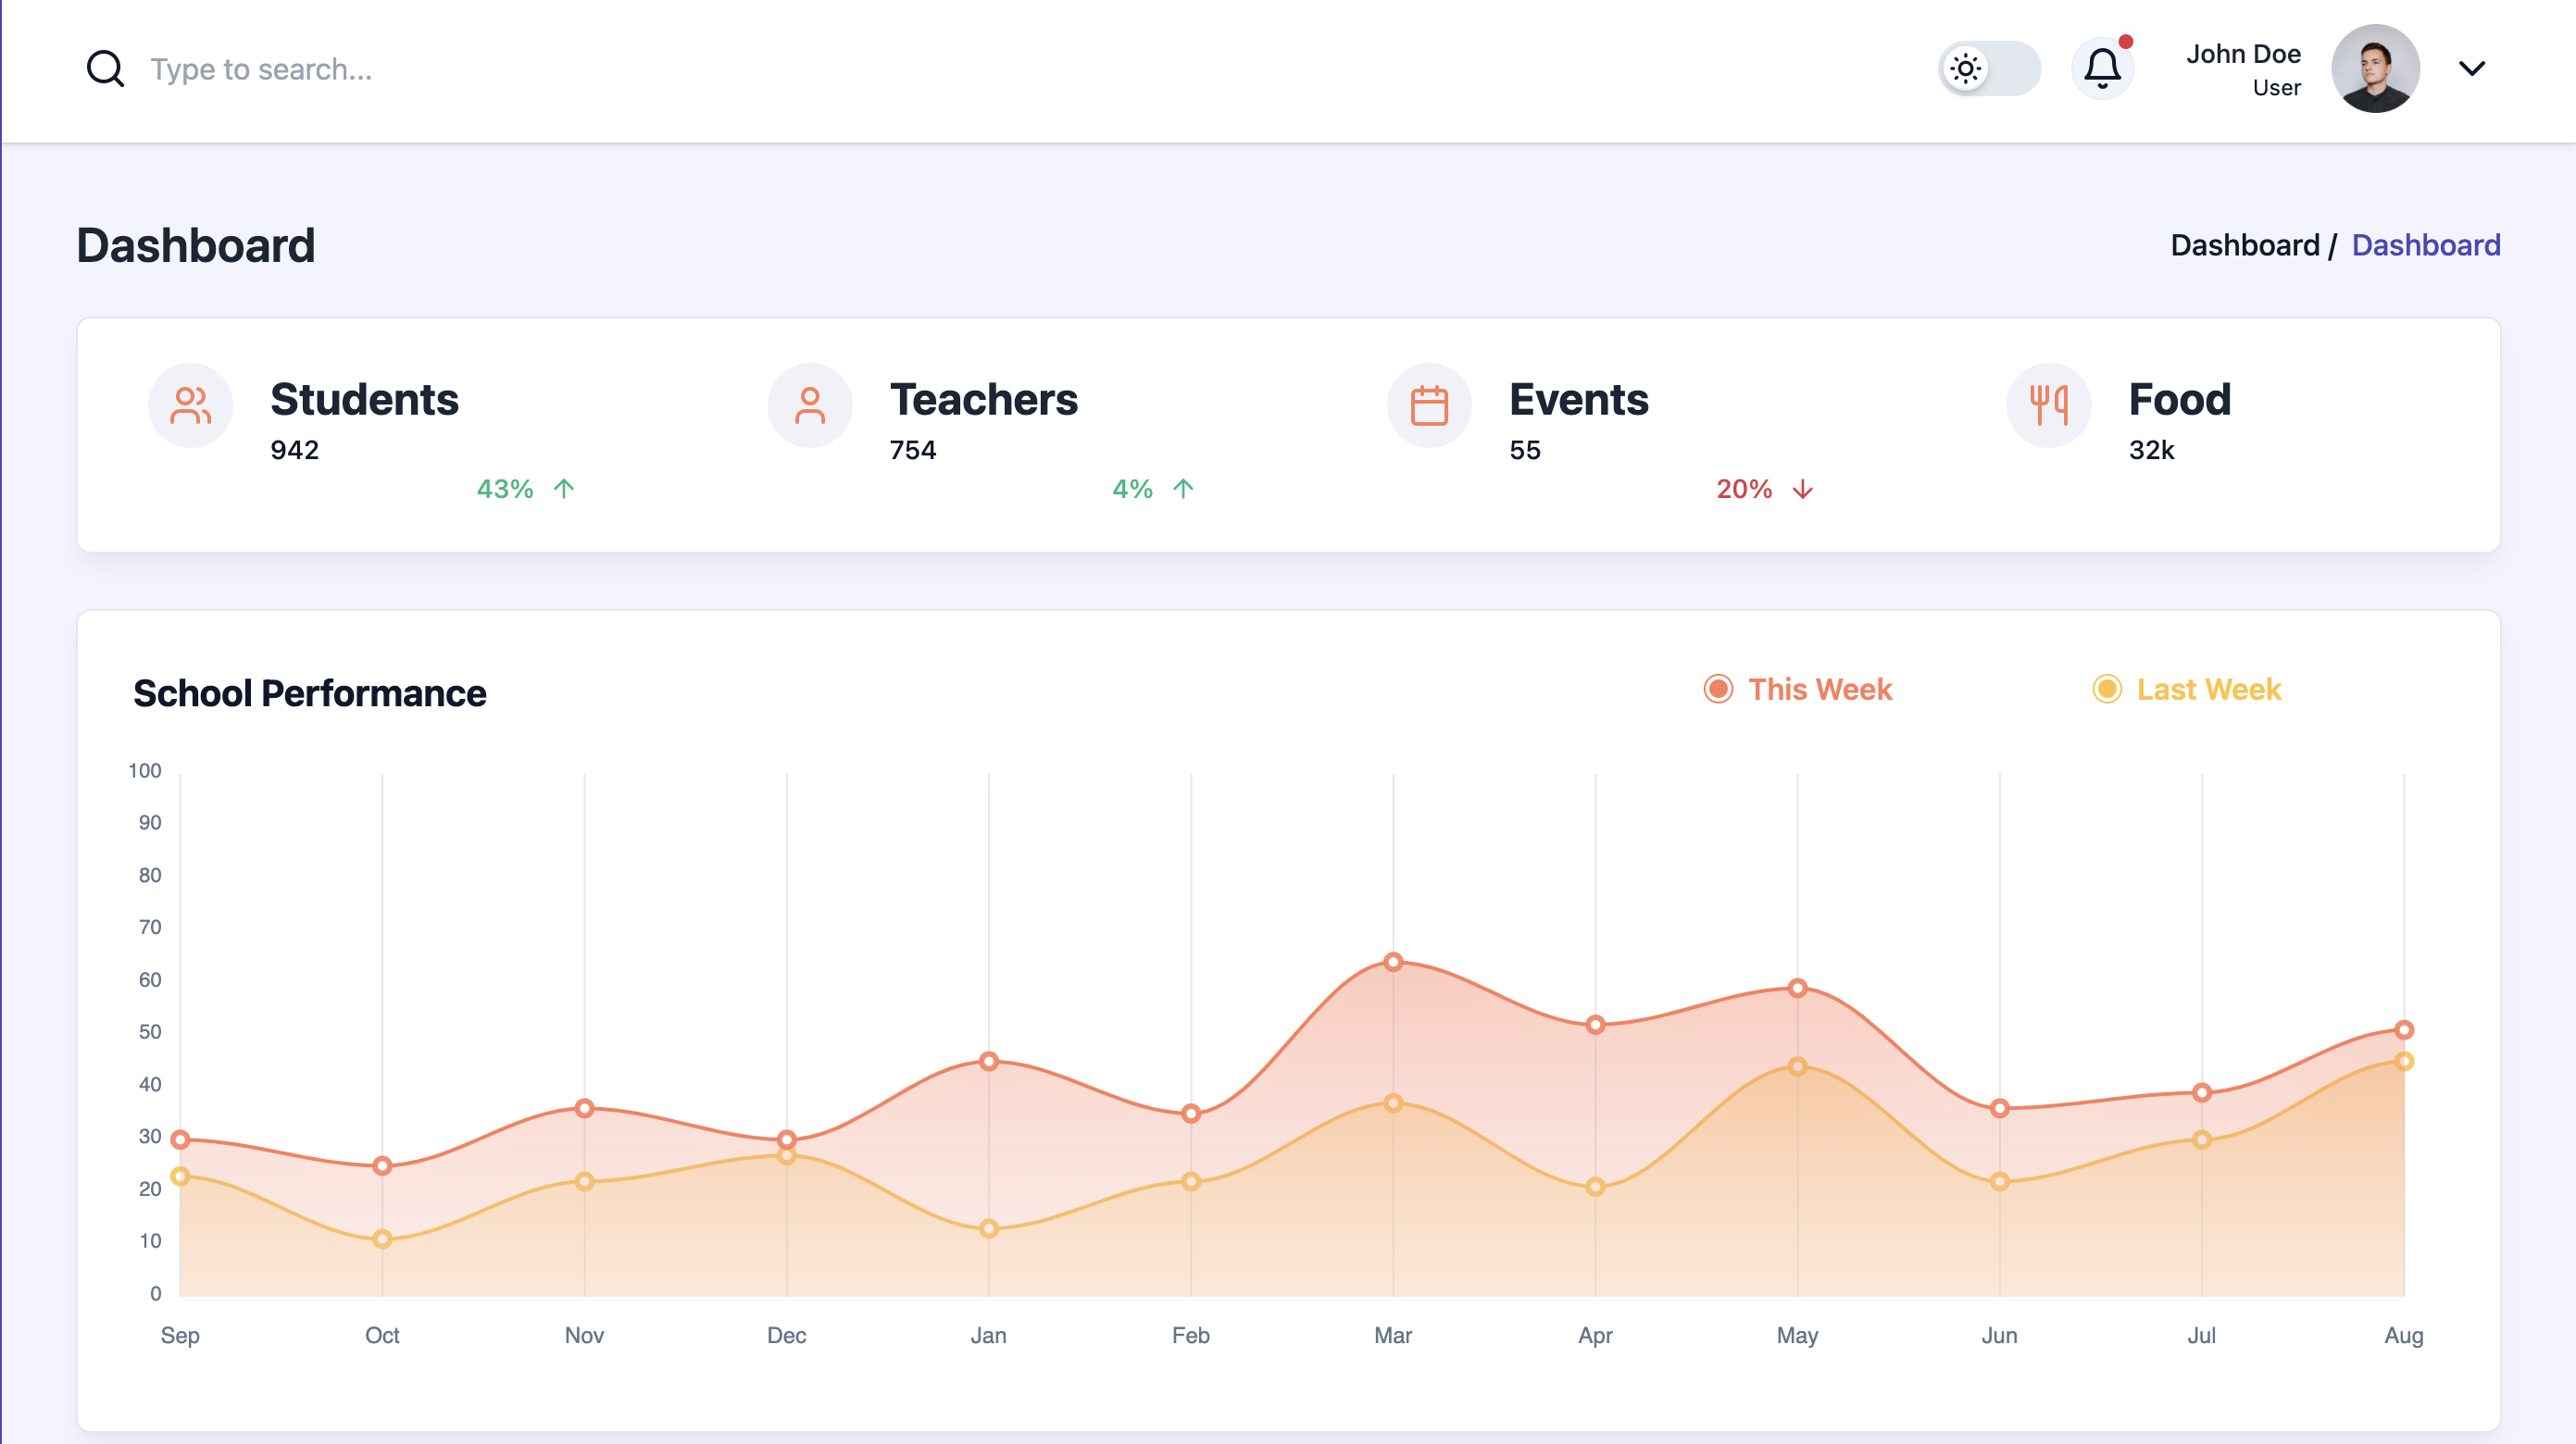 Type to search...
John Doe
User
Dashboard
Dashboard / Dashboard
Students
942
43%
Teachers
754
4%
Events
55
20%
Food
32k
School Performance
This Week
Last Week
100
90
80
70
60
50
40
30
20
10
0
Sep Oct Nov Dec Jan Feb Mar Apr May Jun Jul Aug